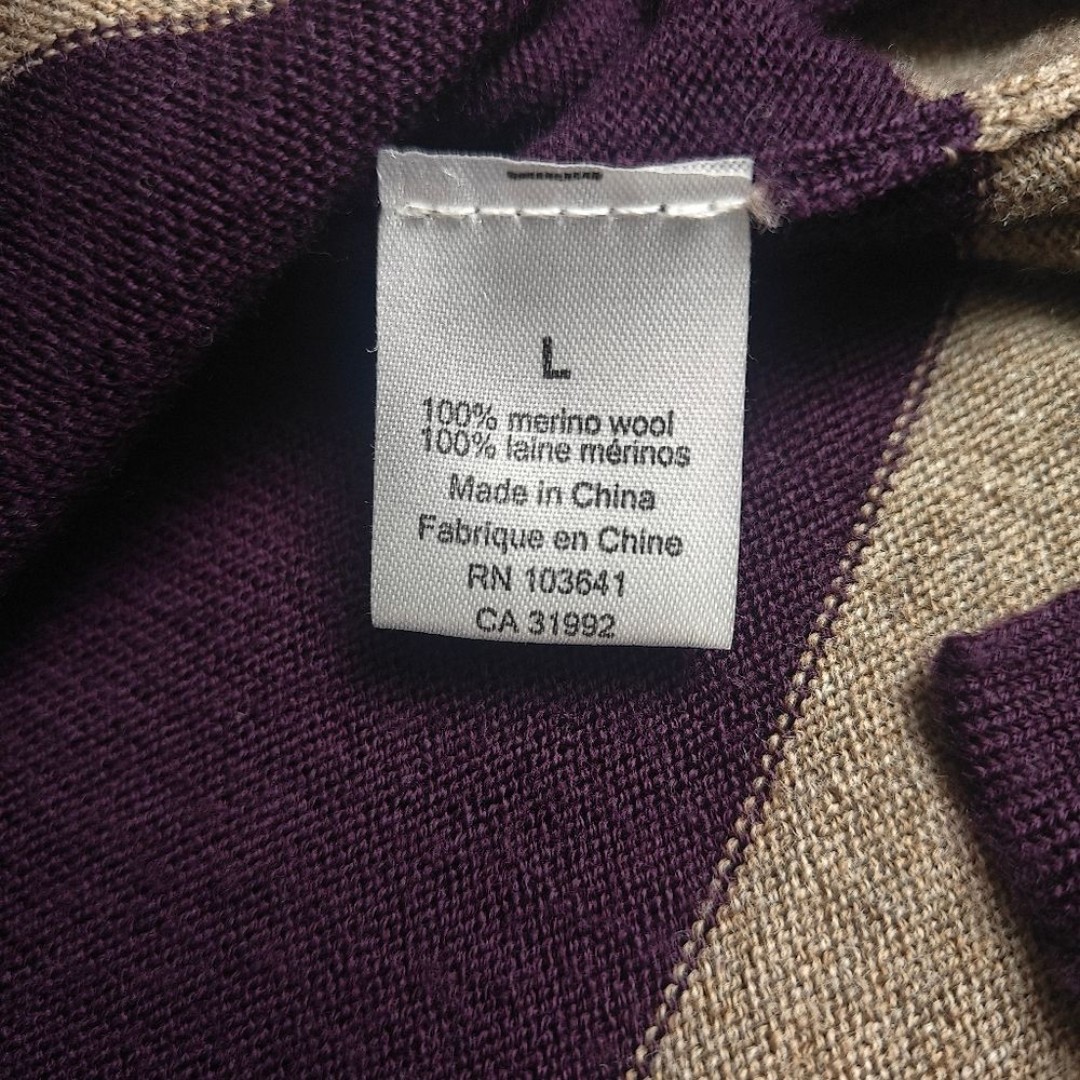 L
100% merino wool
100% laine mérinos
Made in China
Fabrique en Chine
RN 103641
CA 31992